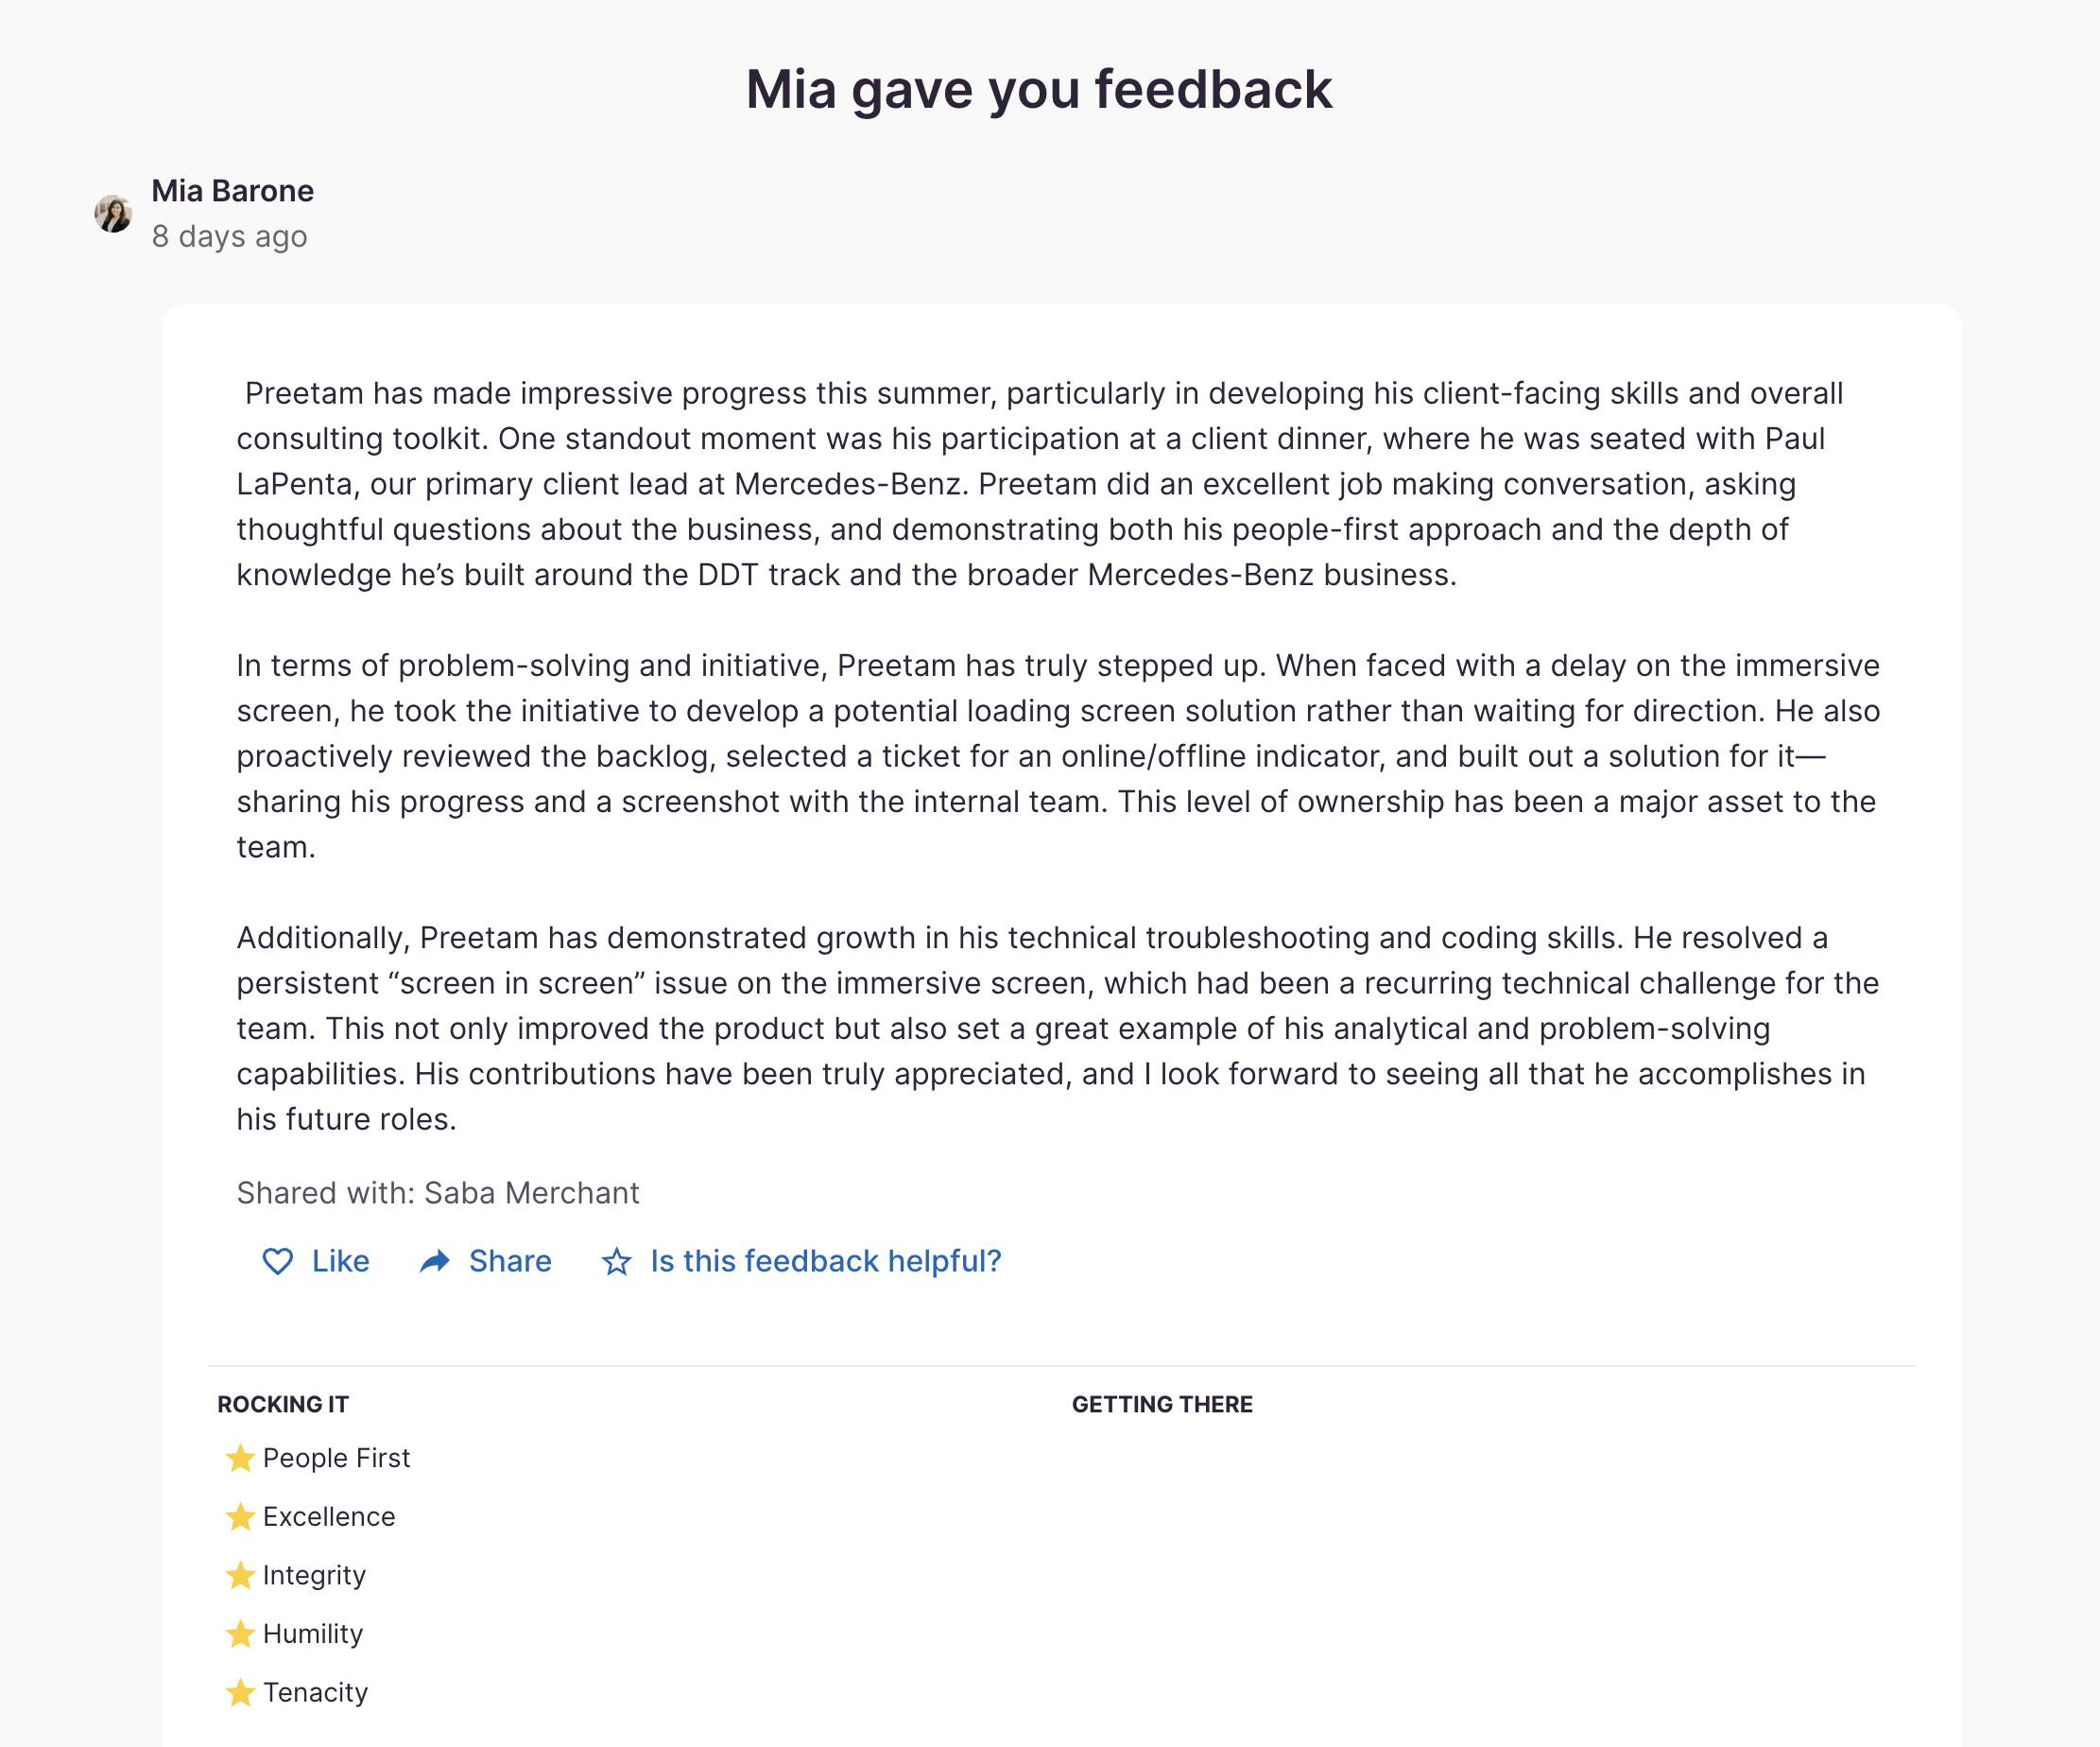 Mia gave you feedback
Mia Barone
8 days ago
Preetam has made impressive progress this summer, particularly in developing his client-facing skills and overall
consulting toolkit. One standout moment was his participation at a client dinner, where he was seated with Paul
LaPenta, our primary client lead at Mercedes-Benz. Preetam did an excellent job making conversation, asking
thoughtful questions about the business, and demonstrating both his people-first approach and the depth of
knowledge he’s built around the DDT track and the broader Mercedes-Benz business.
In terms of problem-solving and initiative, Preetam has truly stepped up. When faced with a delay on the immersive
screen, he took the initiative to develop a potential loading screen solution rather than waiting for direction. He also
proactively reviewed the backlog, selected a ticket for an online/offline indicator, and built out a solution for it—
sharing his progress and a screenshot with the internal team. This level of ownership has been a major asset to the
team.
Additionally, Preetam has demonstrated growth in his technical troubleshooting and coding skills. He resolved a
persistent “screen in screen” issue on the immersive screen, which had been a recurring technical challenge for the
team. This not only improved the product but also set a great example of his analytical and problem-solving
capabilities. His contributions have been truly appreciated, and I look forward to seeing all that he accomplishes in
his future roles.
Shared with: Saba Merchant
Like Share Is this feedback helpful?
ROCKING IT
People First
Excellence
Integrity
Humility
Tenacity
GETTING THERE